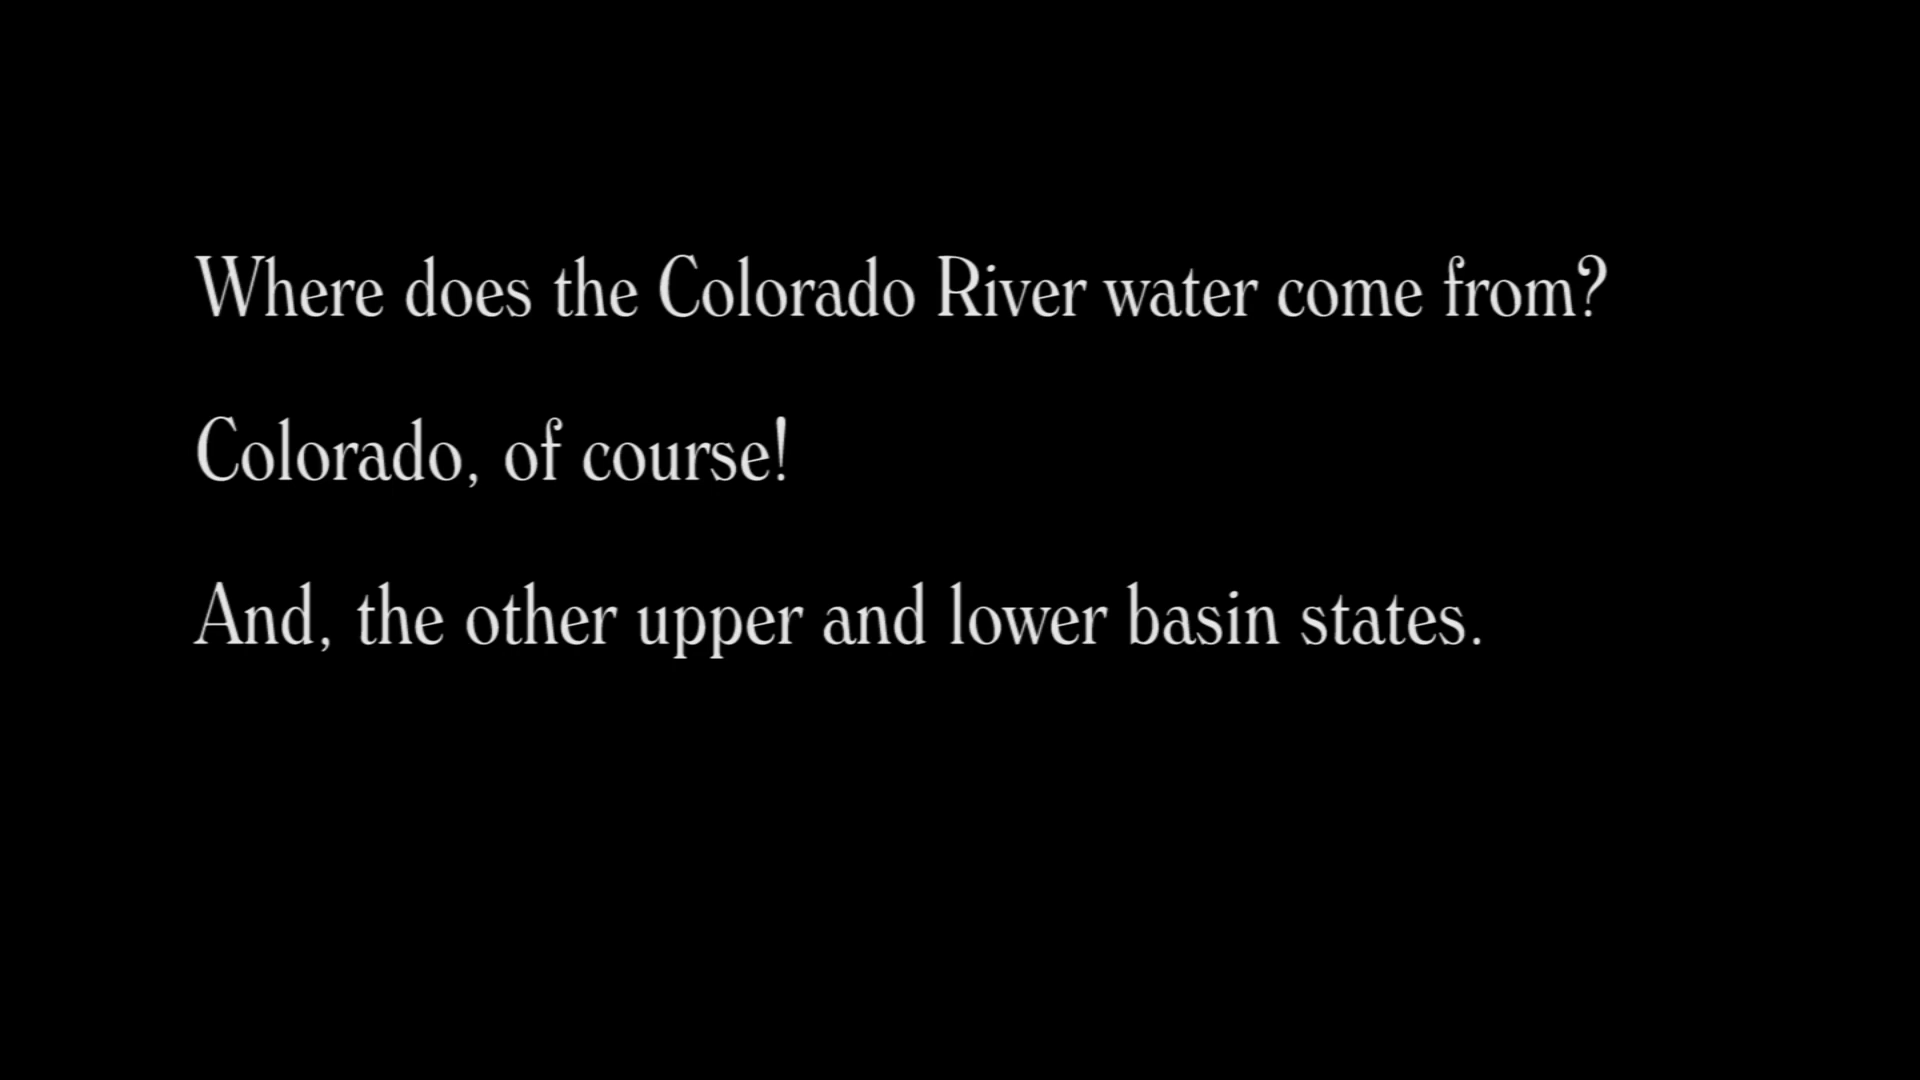 Where does the Colorado River water come from?
Colorado, of course!
And, the other upper and lower basin states.